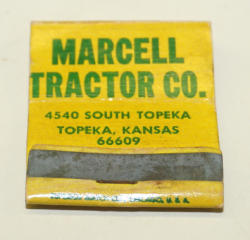 MARCELL
TRACTOR CO.
4540 SOUTH TOPEKA
TOPEKA, KANSAS
66609
U.S.A.